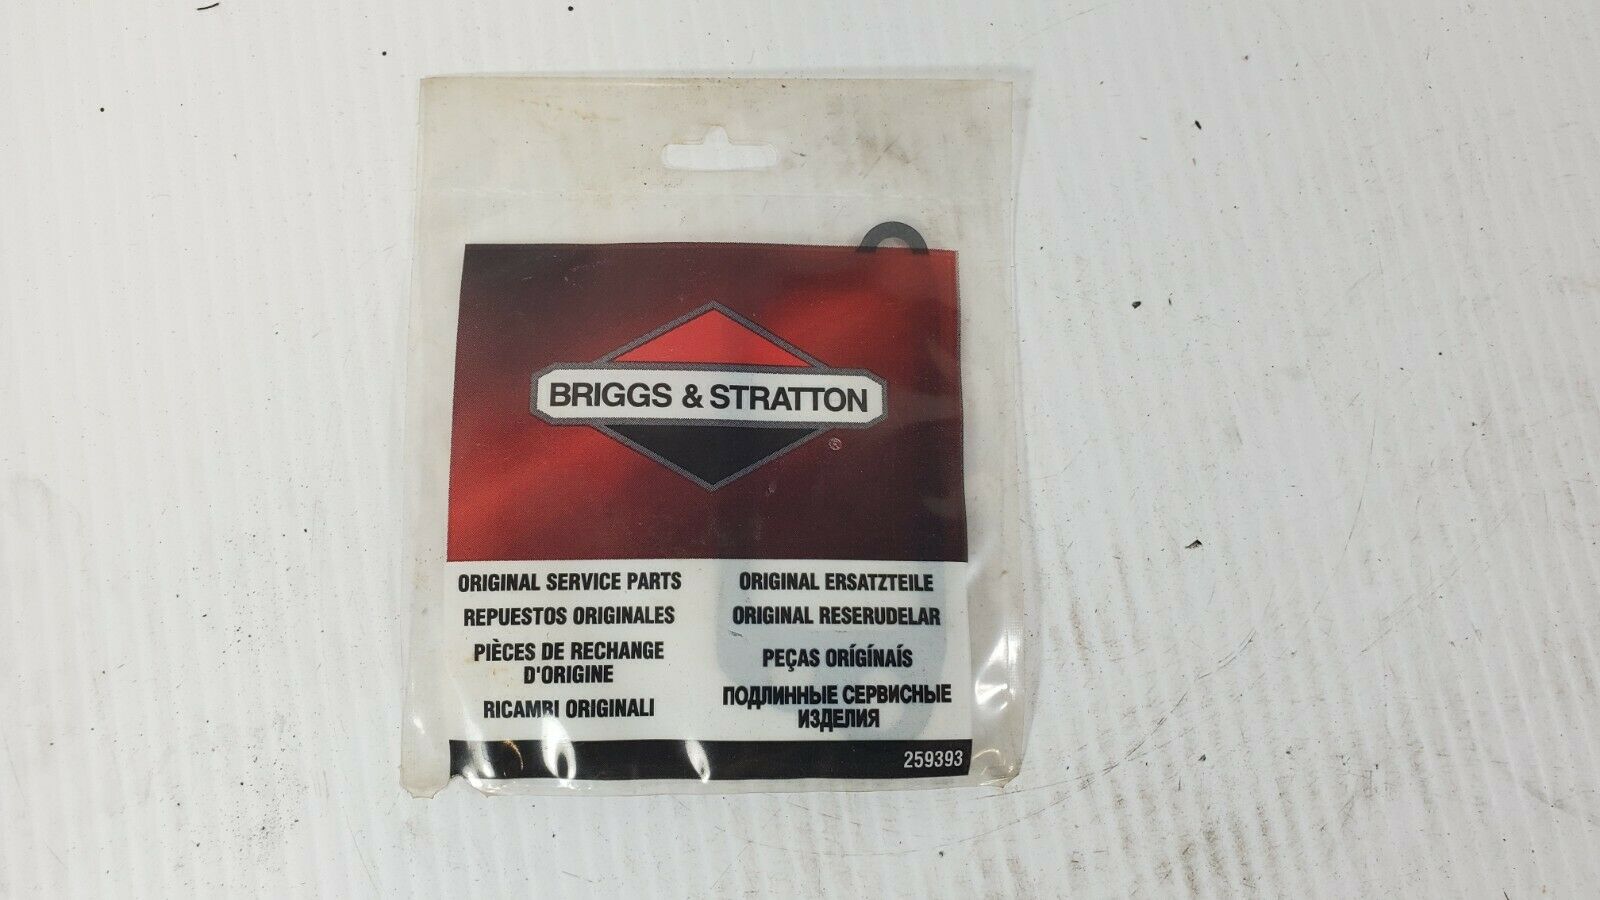 BRIGGS & STRATTON
®
ORIGINAL SERVICE PARTS
REPUESTOS ORIGINALES
PIÈCES DE RECHANGE
D'ORIGINE
RICAMBI ORIGINALI
ORIGINAL ERSATZTEILE
ORIGINAL RESERUDELAR
PEÇAS ORÍGÍNAÍS
ПОДЛИННЫЕ СЕРВИСНЫЕ
ИЗДЕЛИЯ
259393